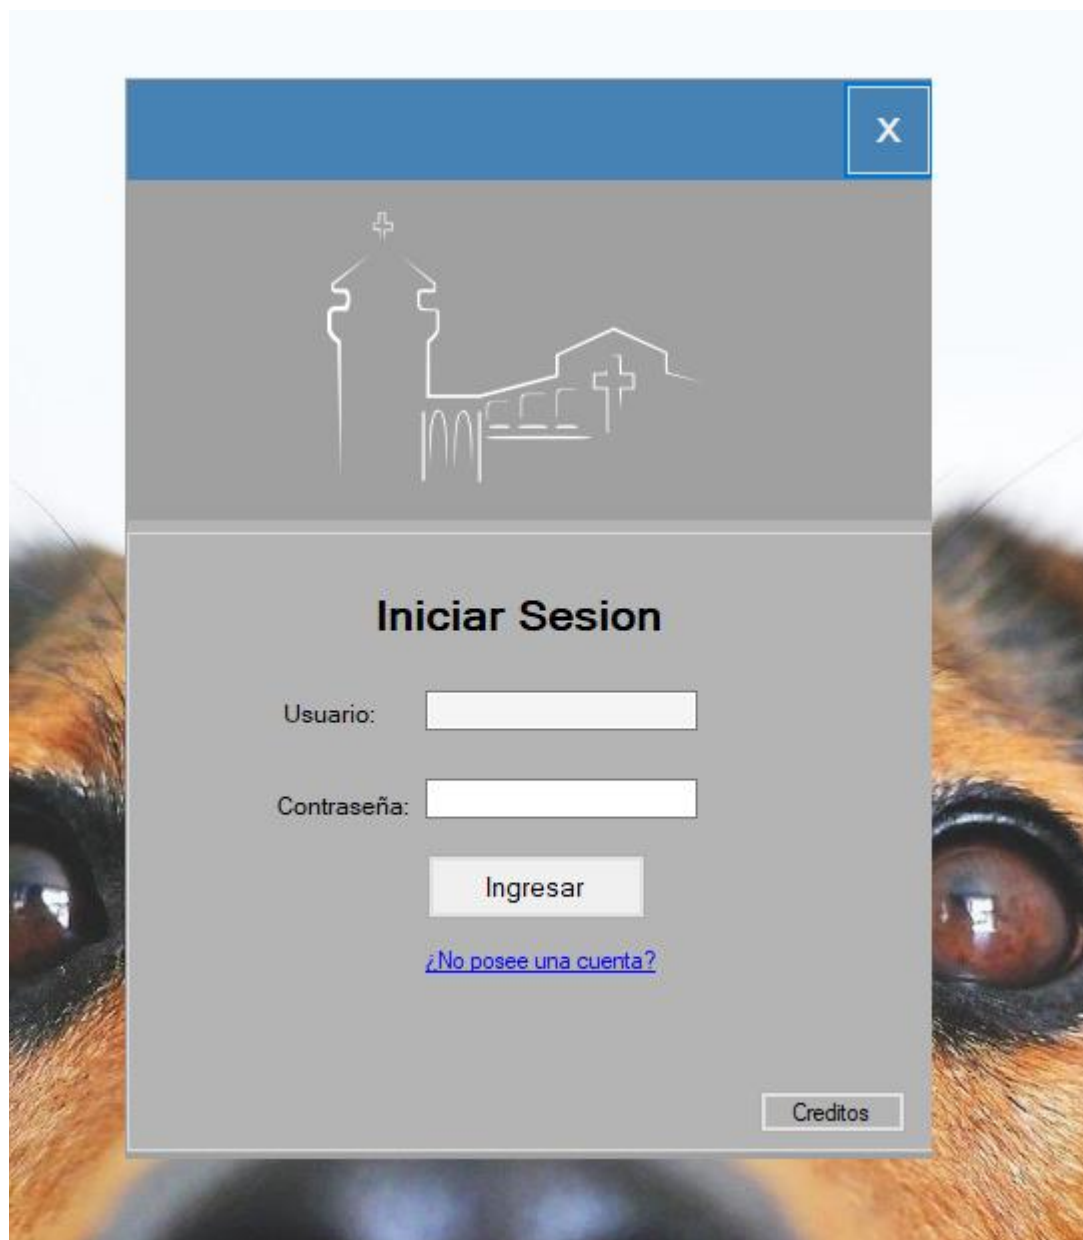 X
Iniciar Sesion
Usuario:
Contraseña:
Ingresar
¿No posee una cuenta?
Creditos